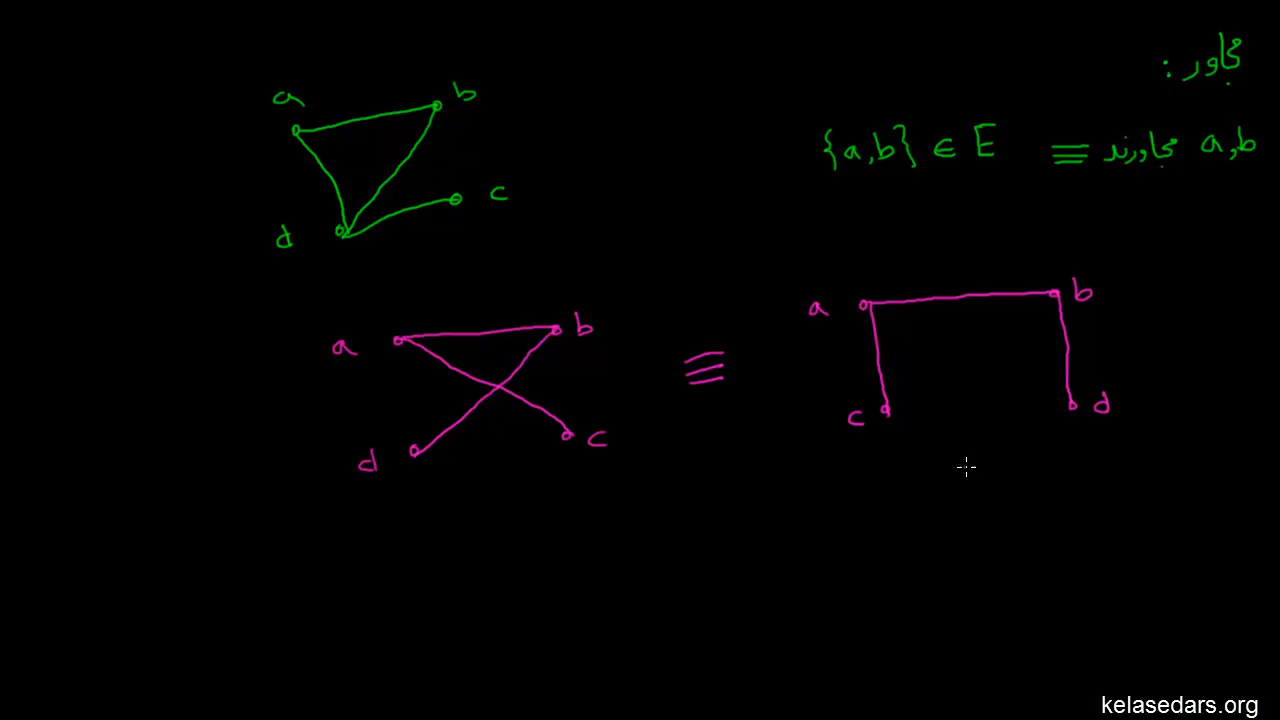 مجاور :
a,b مجاورند ≡ {a,b} ∈ E
a b
c
d
a b
d c
≡
a b
c d
kelasedars.org